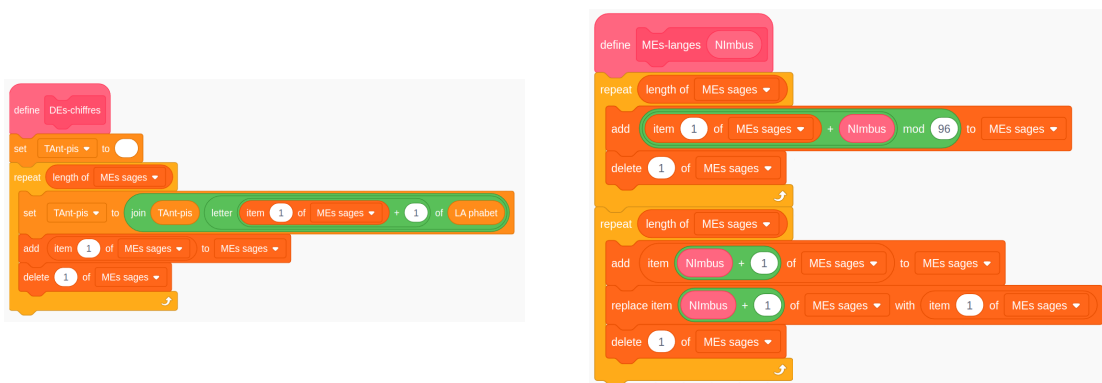 define DEs-chiffres
set TAnt-pis to
repeat length of MEs sages
set TAnt-pis to join TAnt-pis letter item 1 of MEs sages + 1 of LA phabet
add item 1 of MEs sages to MEs sages
delete 1 of MEs sages
define MEs-langes NImbus
repeat length of MEs sages
add item 1 of MEs sages + NImbus mod 96 to MEs sages
delete 1 of MEs sages
repeat length of MEs sages
add item NImbus + 1 of MEs sages to MEs sages
replace item NImbus + 1 of MEs sages with item 1 of MEs sages
delete 1 of MEs sages